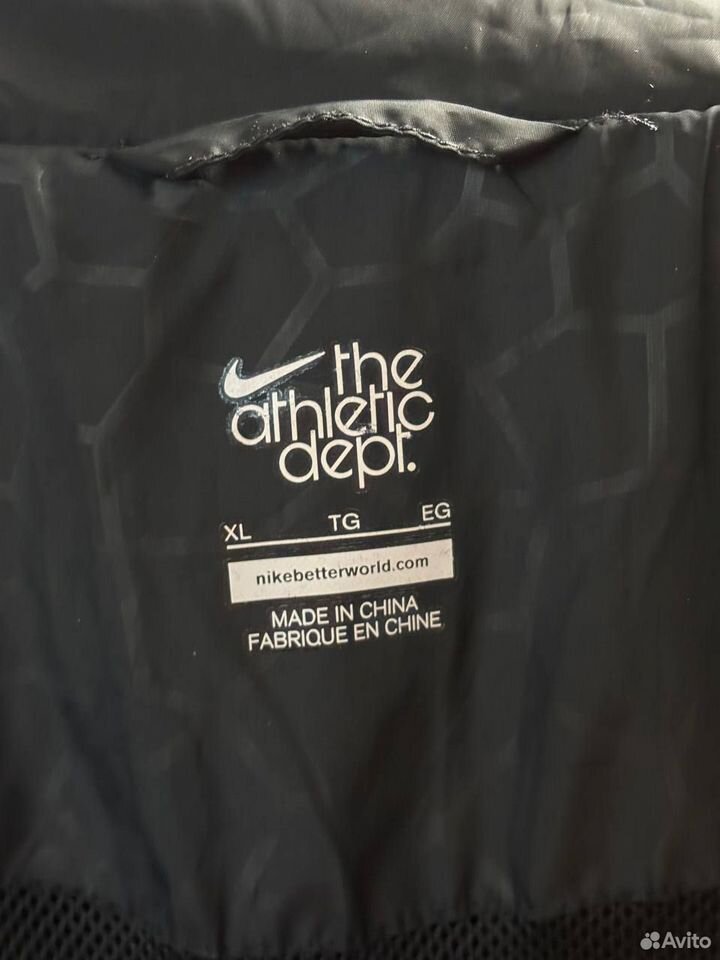 the
athletic
dept.
XL TG EG
nikebetterworld.com
MADE IN CHINA
FABRIQUE EN CHINE
Avito